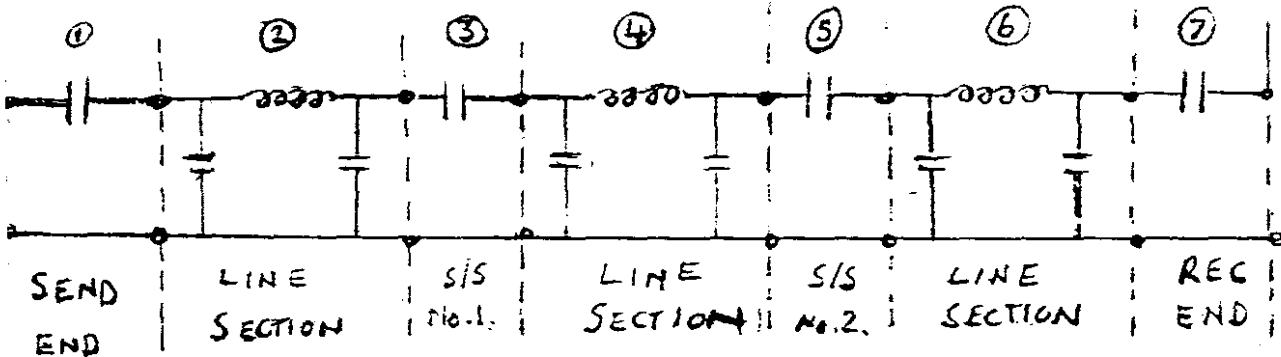 ① ② ③ ④ ⑤ ⑥ ⑦
SEND END
LINE SECTION
S/S No.1.
LINE SECTION
S/S No.2.
LINE SECTION
REC END